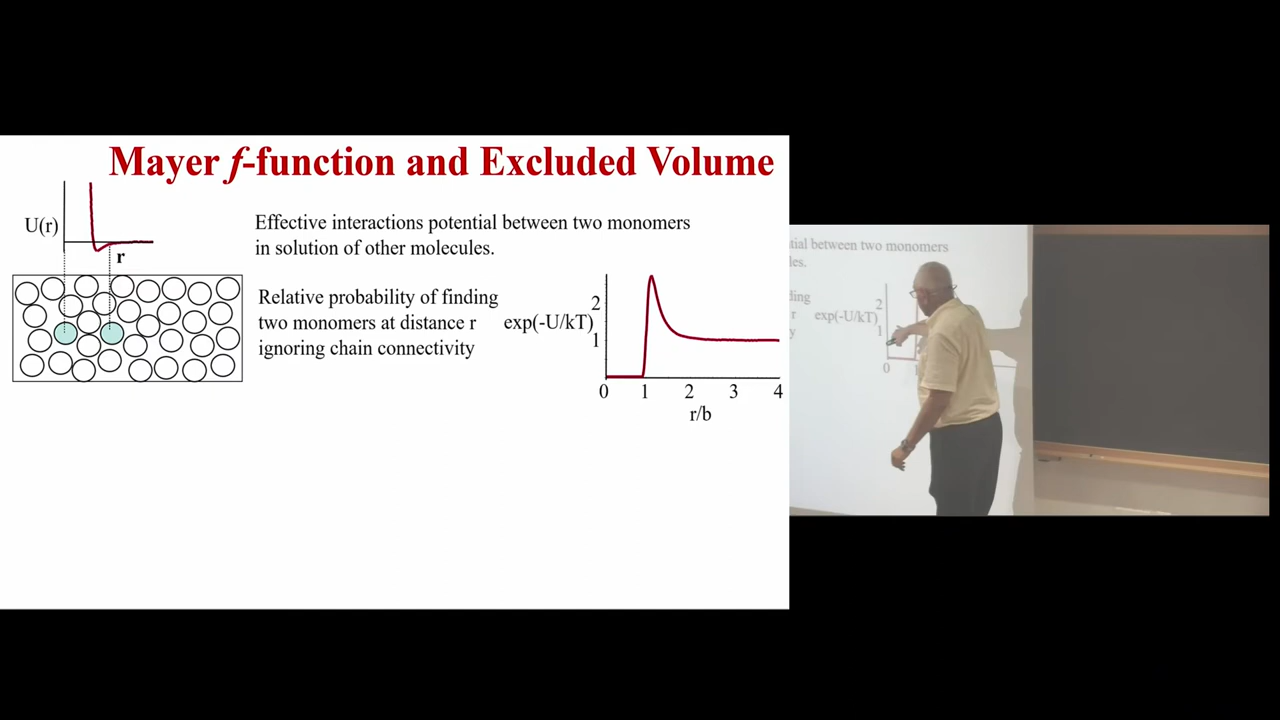 Mayer f-function and Excluded Volume
U(r)
r
Effective interactions potential between two monomers
in solution of other molecules.
Relative probability of finding
two monomers at distance r
ignoring chain connectivity
exp(-U/kT)
2
1
0 1 2 3 4
r/b
tial between two monomers
les.
ding
r
y
exp(-U/kT)
2
1
0